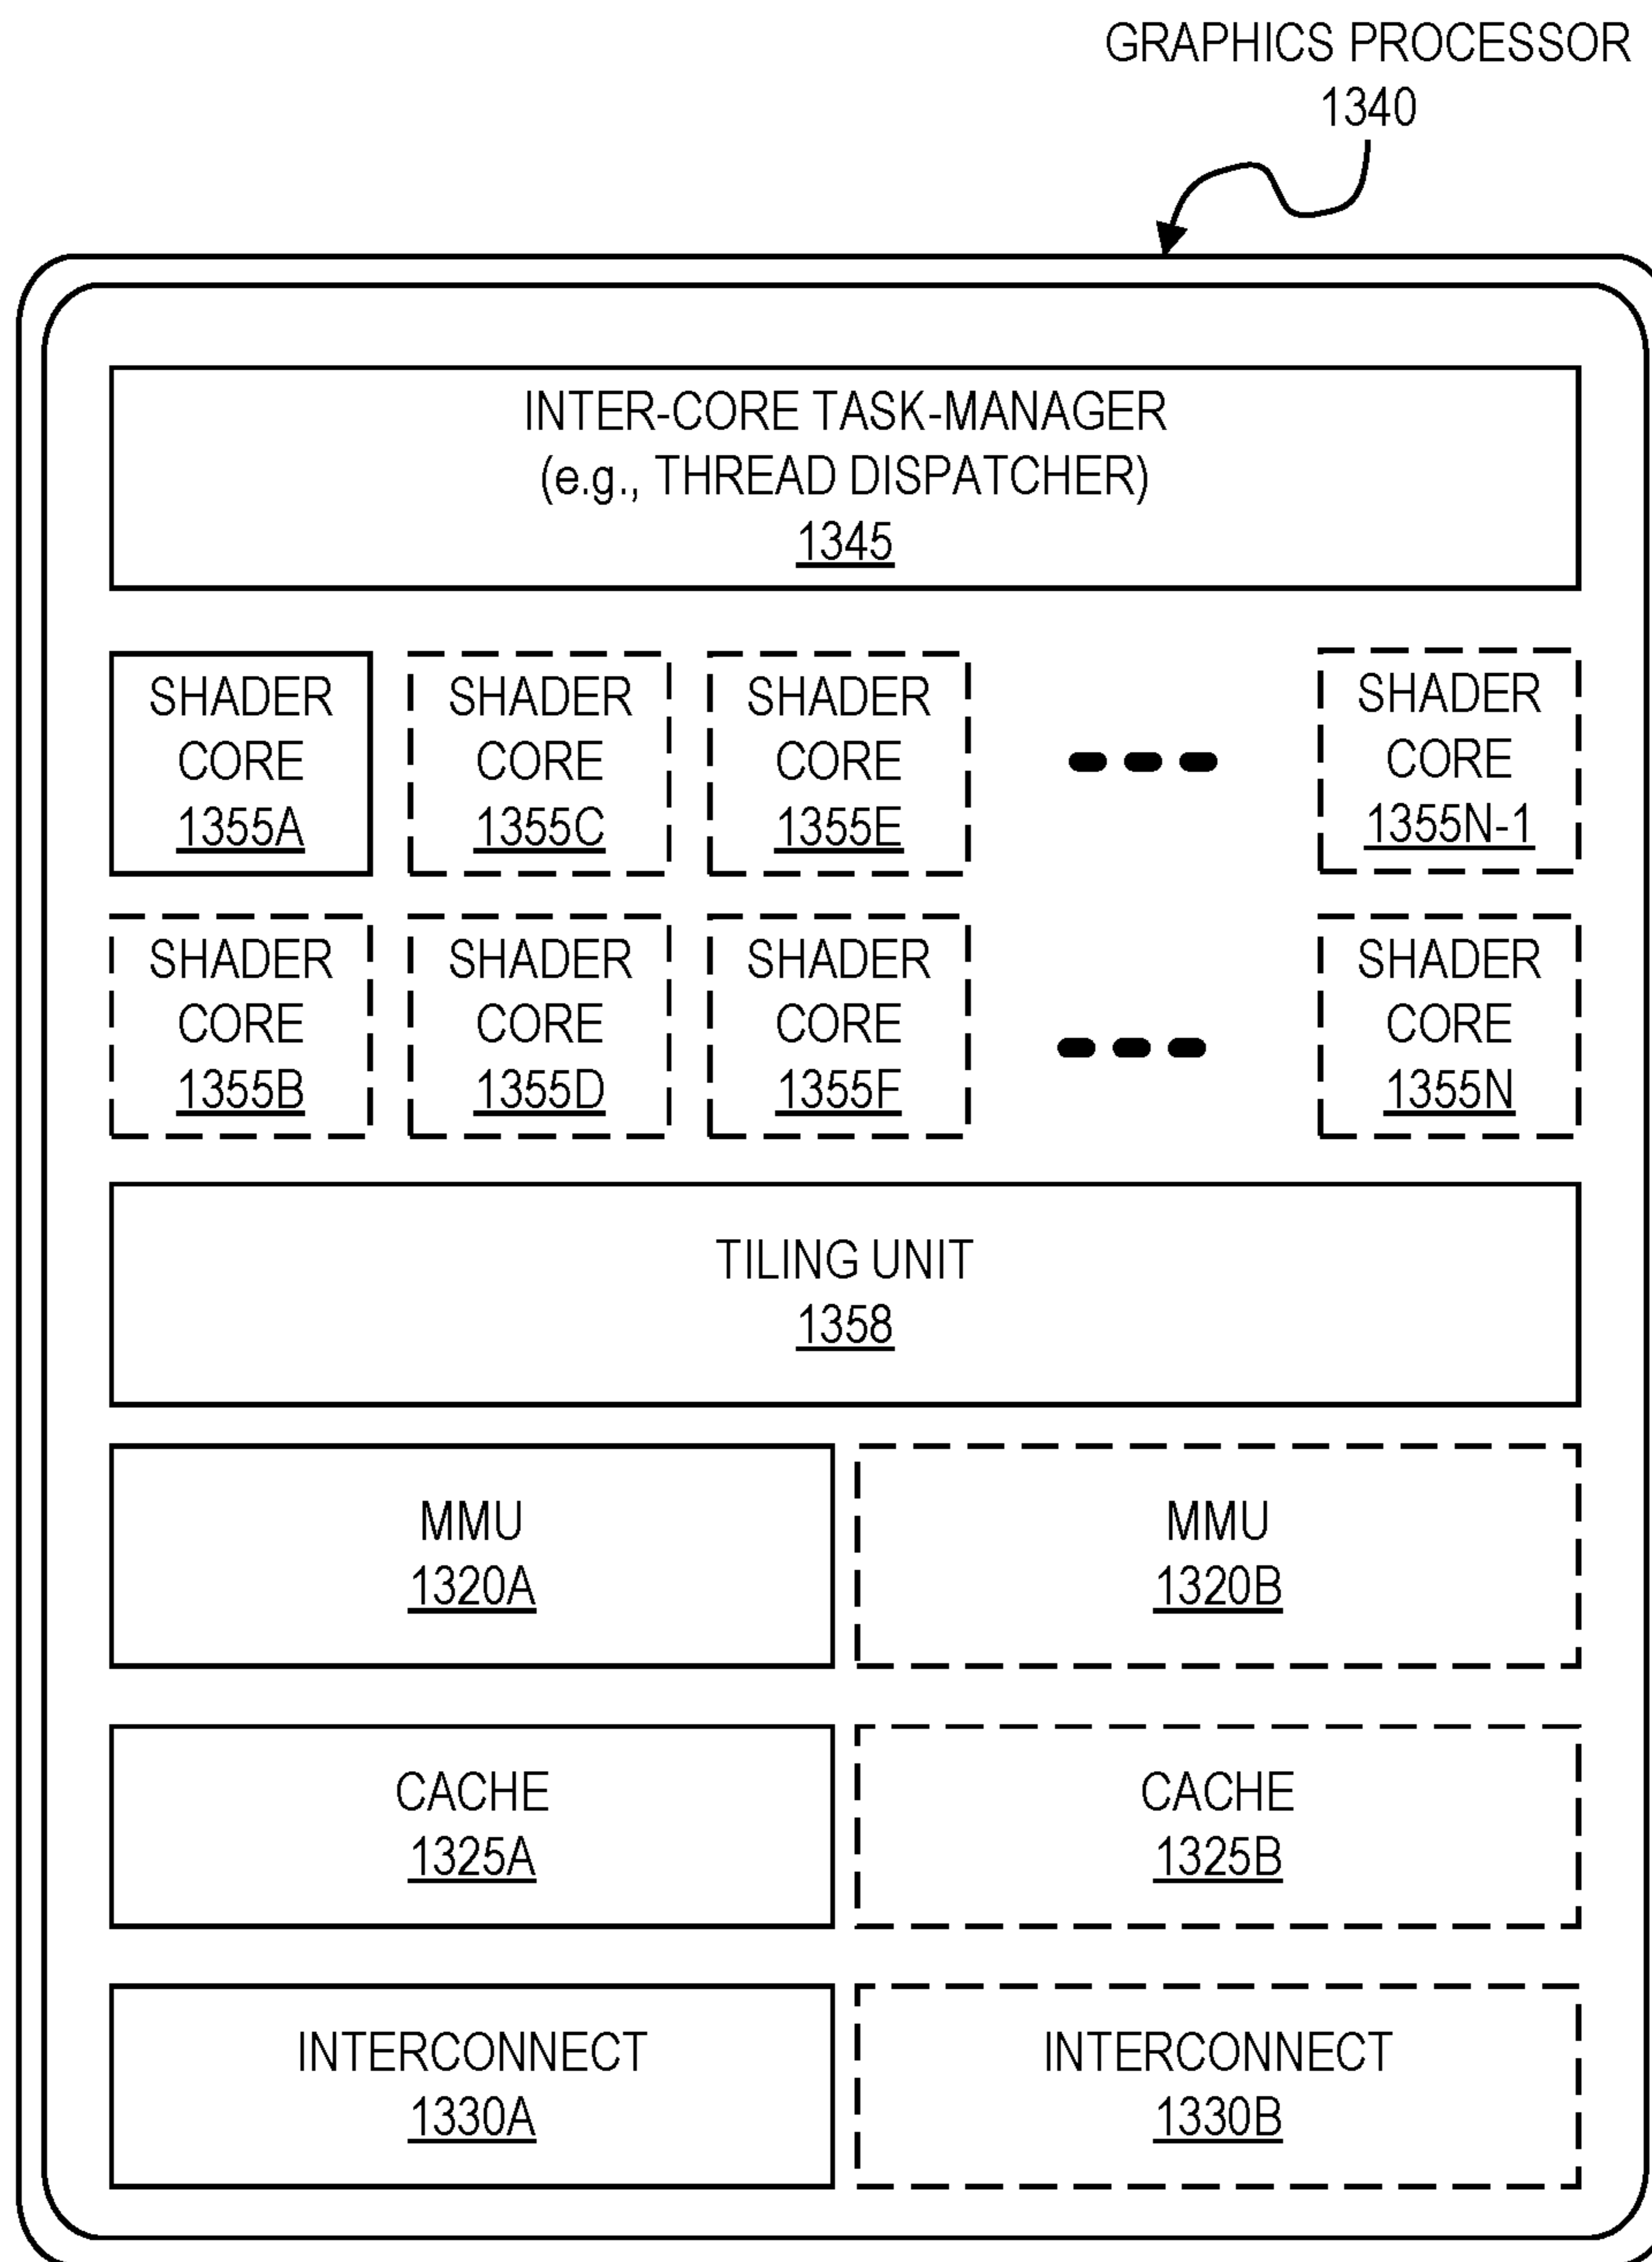 GRAPHICS PROCESSOR
1340
INTER-CORE TASK-MANAGER
(e.g., THREAD DISPATCHER)
1345
SHADER
CORE
1355A
SHADER
CORE
1355C
SHADER
CORE
1355E
SHADER
CORE
1355N-1
SHADER
CORE
1355B
SHADER
CORE
1355D
SHADER
CORE
1355F
SHADER
CORE
1355N
TILING UNIT
1358
MMU
1320A
MMU
1320B
CACHE
1325A
CACHE
1325B
INTERCONNECT
1330A
INTERCONNECT
1330B